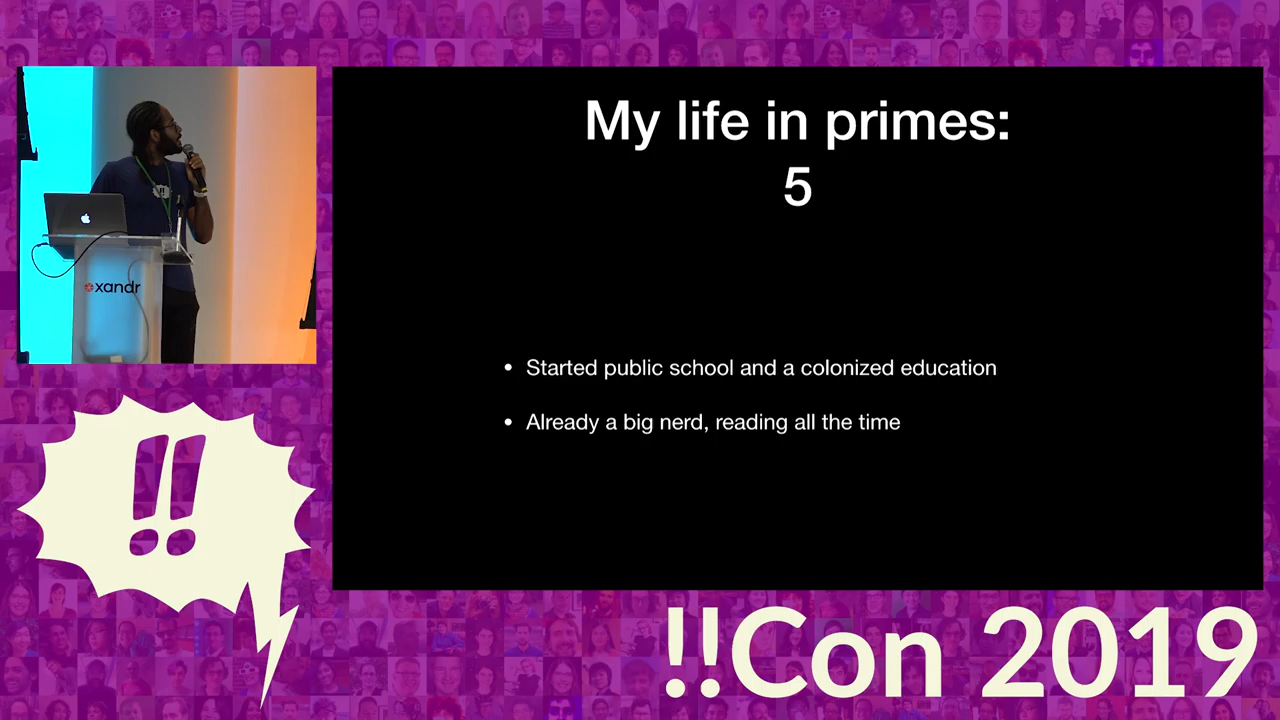 My life in primes:
5
• Started public school and a colonized education
• Already a big nerd, reading all the time
xandr
!!
!!
!!Con 2019